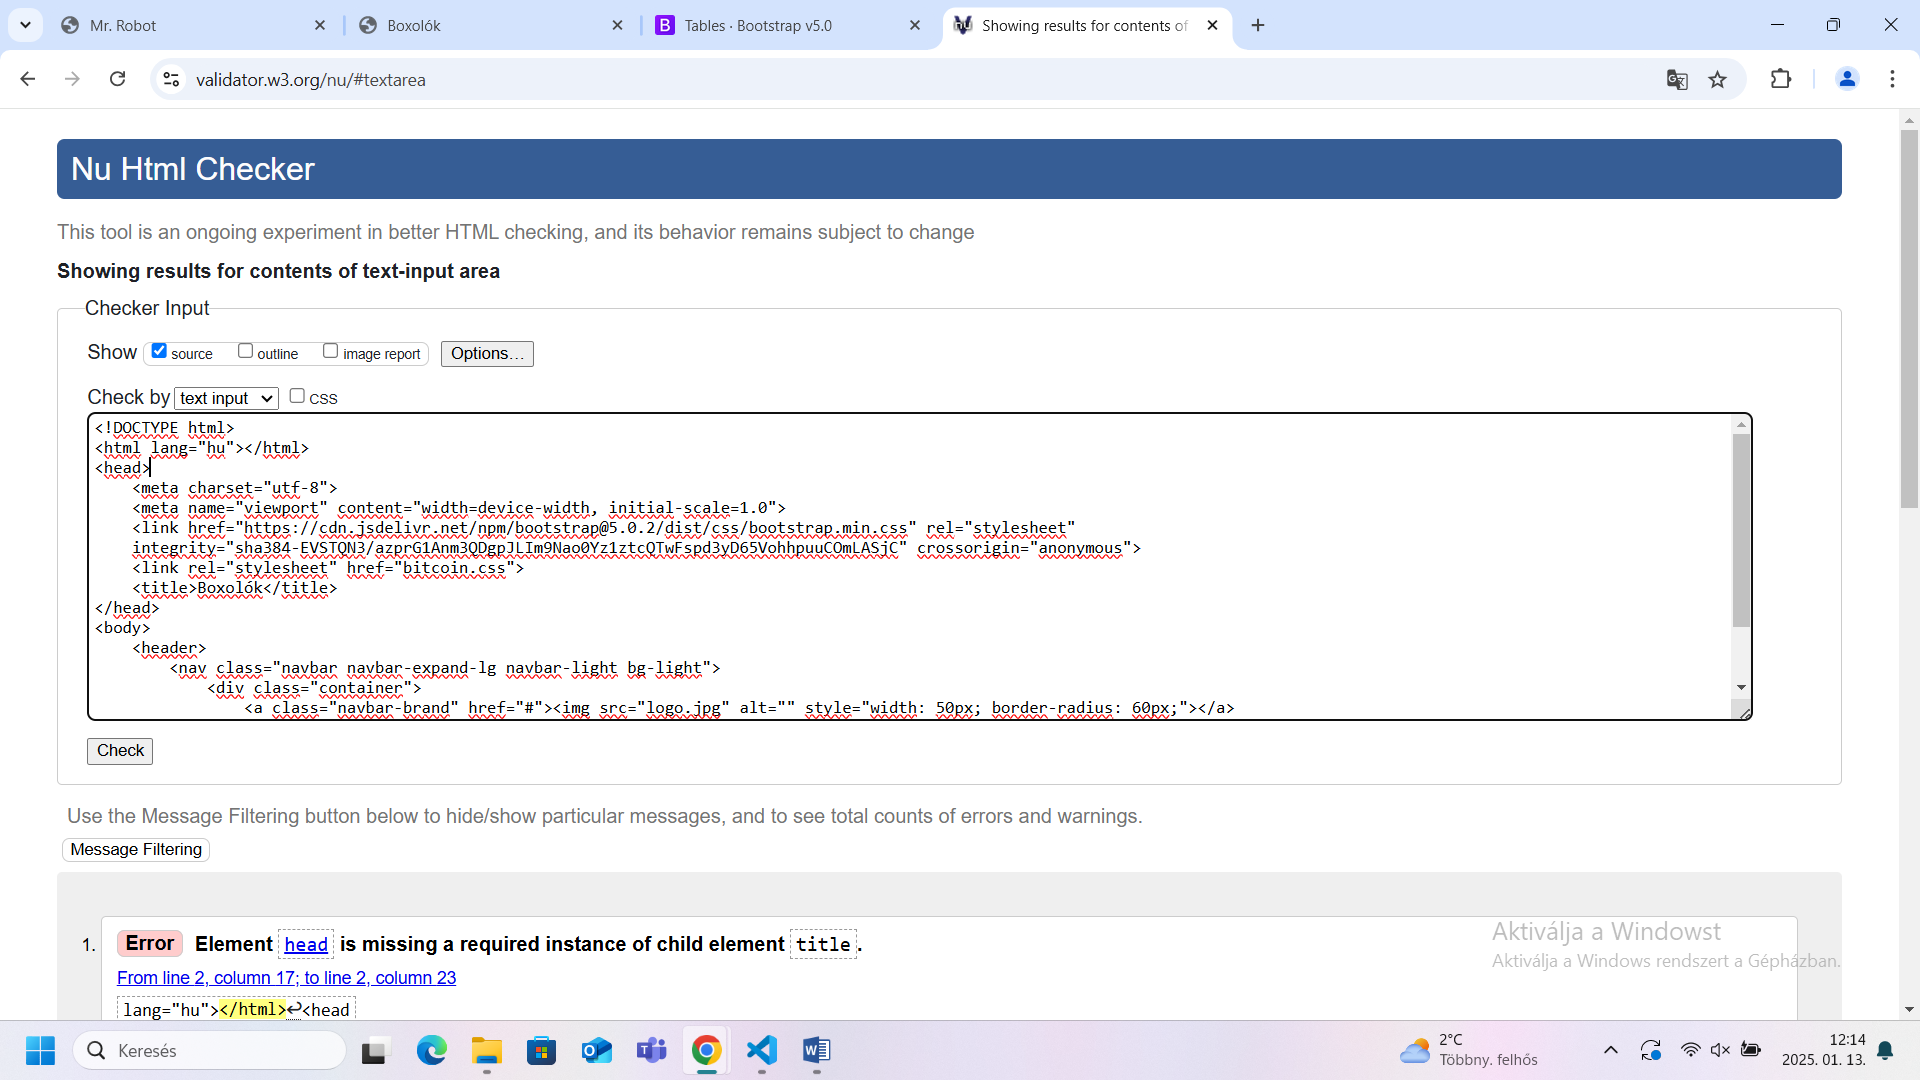 Mr. Robot
Boxolók
Tables · Bootstrap v5.0
Showing results for contents of
validator.w3.org/nu/#textarea
Nu Html Checker
This tool is an ongoing experiment in better HTML checking, and its behavior remains subject to change
Showing results for contents of text-input area
Checker Input
Show source outline image report Options…
Check by text input CSS
<!DOCTYPE html>
<html lang="hu"></html>
<head>
<meta charset="utf-8">
<meta name="viewport" content="width=device-width, initial-scale=1.0">
<link href="https://cdn.jsdelivr.net/npm/bootstrap@5.0.2/dist/css/bootstrap.min.css" rel="stylesheet"
integrity="sha384-EVSTQN3/azprG1Anm3QDgpJLIm9Nao0Yz1ztcQTwFspd3yD65VohhpuuCOmLASjC" crossorigin="anonymous">
<link rel="stylesheet" href="bitcoin.css">
<title>Boxolók</title>
</head>
<body>
<header>
<nav class="navbar navbar-expand-lg navbar-light bg-light">
<div class="container">
<a class="navbar-brand" href="#"><img src="logo.jpg" alt="" style="width: 50px; border-radius: 60px;"></a>
Check
Use the Message Filtering button below to hide/show particular messages, and to see total counts of errors and warnings.
Message Filtering
1. Error Element head is missing a required instance of child element title.
From line 2, column 17; to line 2, column 23
lang="hu"></html>↩<head
Aktiválja a Windowst
Aktiválja a Windows rendszert a Gépházban.
Keresés
2°C
Többny. felhős
12:14
2025. 01. 13.